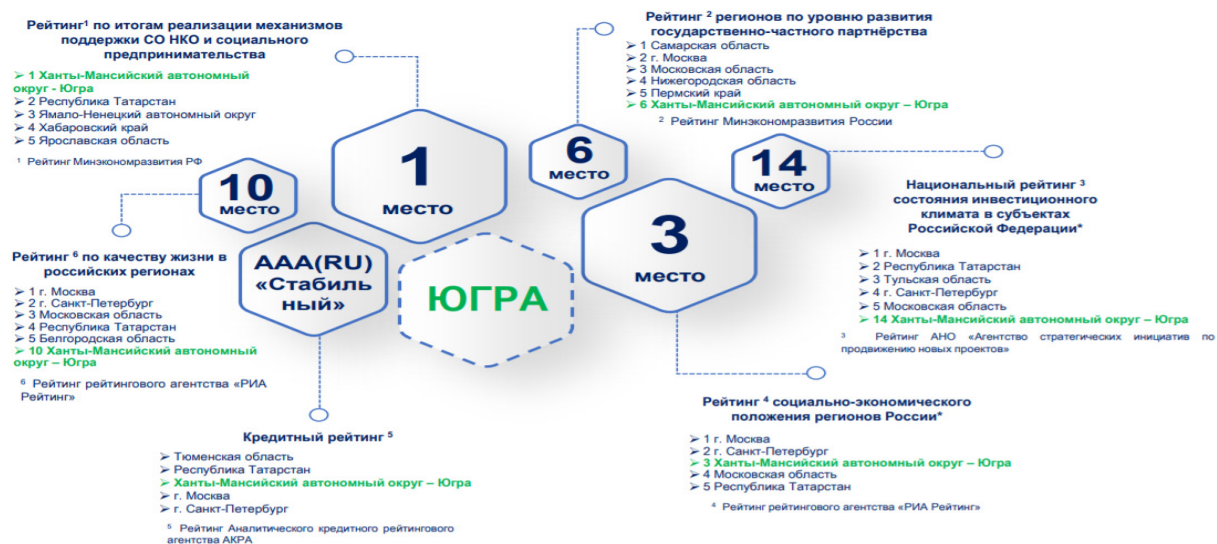 Рейтинг¹ по итогам реализации механизмов
поддержки СО НКО и социального
предпринимательства
➢ 1 Ханты-Мансийский автономный
округ - Югра
➢ 2 Республика Татарстан
➢ 3 Ямало-Ненецкий автономный округ
➢ 4 Хабаровский край
➢ 5 Ярославская область
¹ Рейтинг Минэкономразвития РФ
Рейтинг ² регионов по уровню развития
государственно-частного партнёрства
➢ 1 Самарская область
➢ 2 г. Москва
➢ 3 Московская область
➢ 4 Нижегородская область
➢ 5 Пермский край
➢ 6 Ханты-Мансийский автономный округ – Югра
² Рейтинг Минэкономразвития России
10
место
1
место
6
место
14
место
3
место
ААА(RU)
«Стабиль
ный»
ЮГРА
Национальный рейтинг ³
состояния инвестиционного
климата в субъектах
Российской Федерации*
➢ 1 г. Москва
➢ 2 Республика Татарстан
➢ 3 Тульская область
➢ 4 г. Санкт-Петербург
➢ 5 Московская область
➢ 14 Ханты-Мансийский автономный округ – Югра
³ Рейтинг АНО «Агентство стратегических инициатив по
продвижению новых проектов»
Рейтинг ⁶ по качеству жизни в
российских регионах
➢ 1 г. Москва
➢ 2 г. Санкт-Петербург
➢ 3 Московская область
➢ 4 Республика Татарстан
➢ 5 Белгородская область
➢ 10 Ханты-Мансийский автономный
округ – Югра
⁶ Рейтинг рейтингового агентства «РИА
Рейтинг»
Рейтинг ⁴ социально-экономического
положения регионов России*
➢ 1 г. Москва
➢ 2 г. Санкт-Петербург
➢ 3 Ханты-Мансийский автономный округ – Югра
➢ 4 Московская область
➢ 5 Республика Татарстан
⁴ Рейтинг рейтингового агентства «РИА Рейтинг»
Кредитный рейтинг ⁵
➢ Тюменская область
➢ Республика Татарстан
➢ Ханты-Мансийский автономный округ – Югра
➢ г. Москва
➢ г. Санкт-Петербург
⁵ Рейтинг Аналитического кредитного рейтингового
агентства АКРА